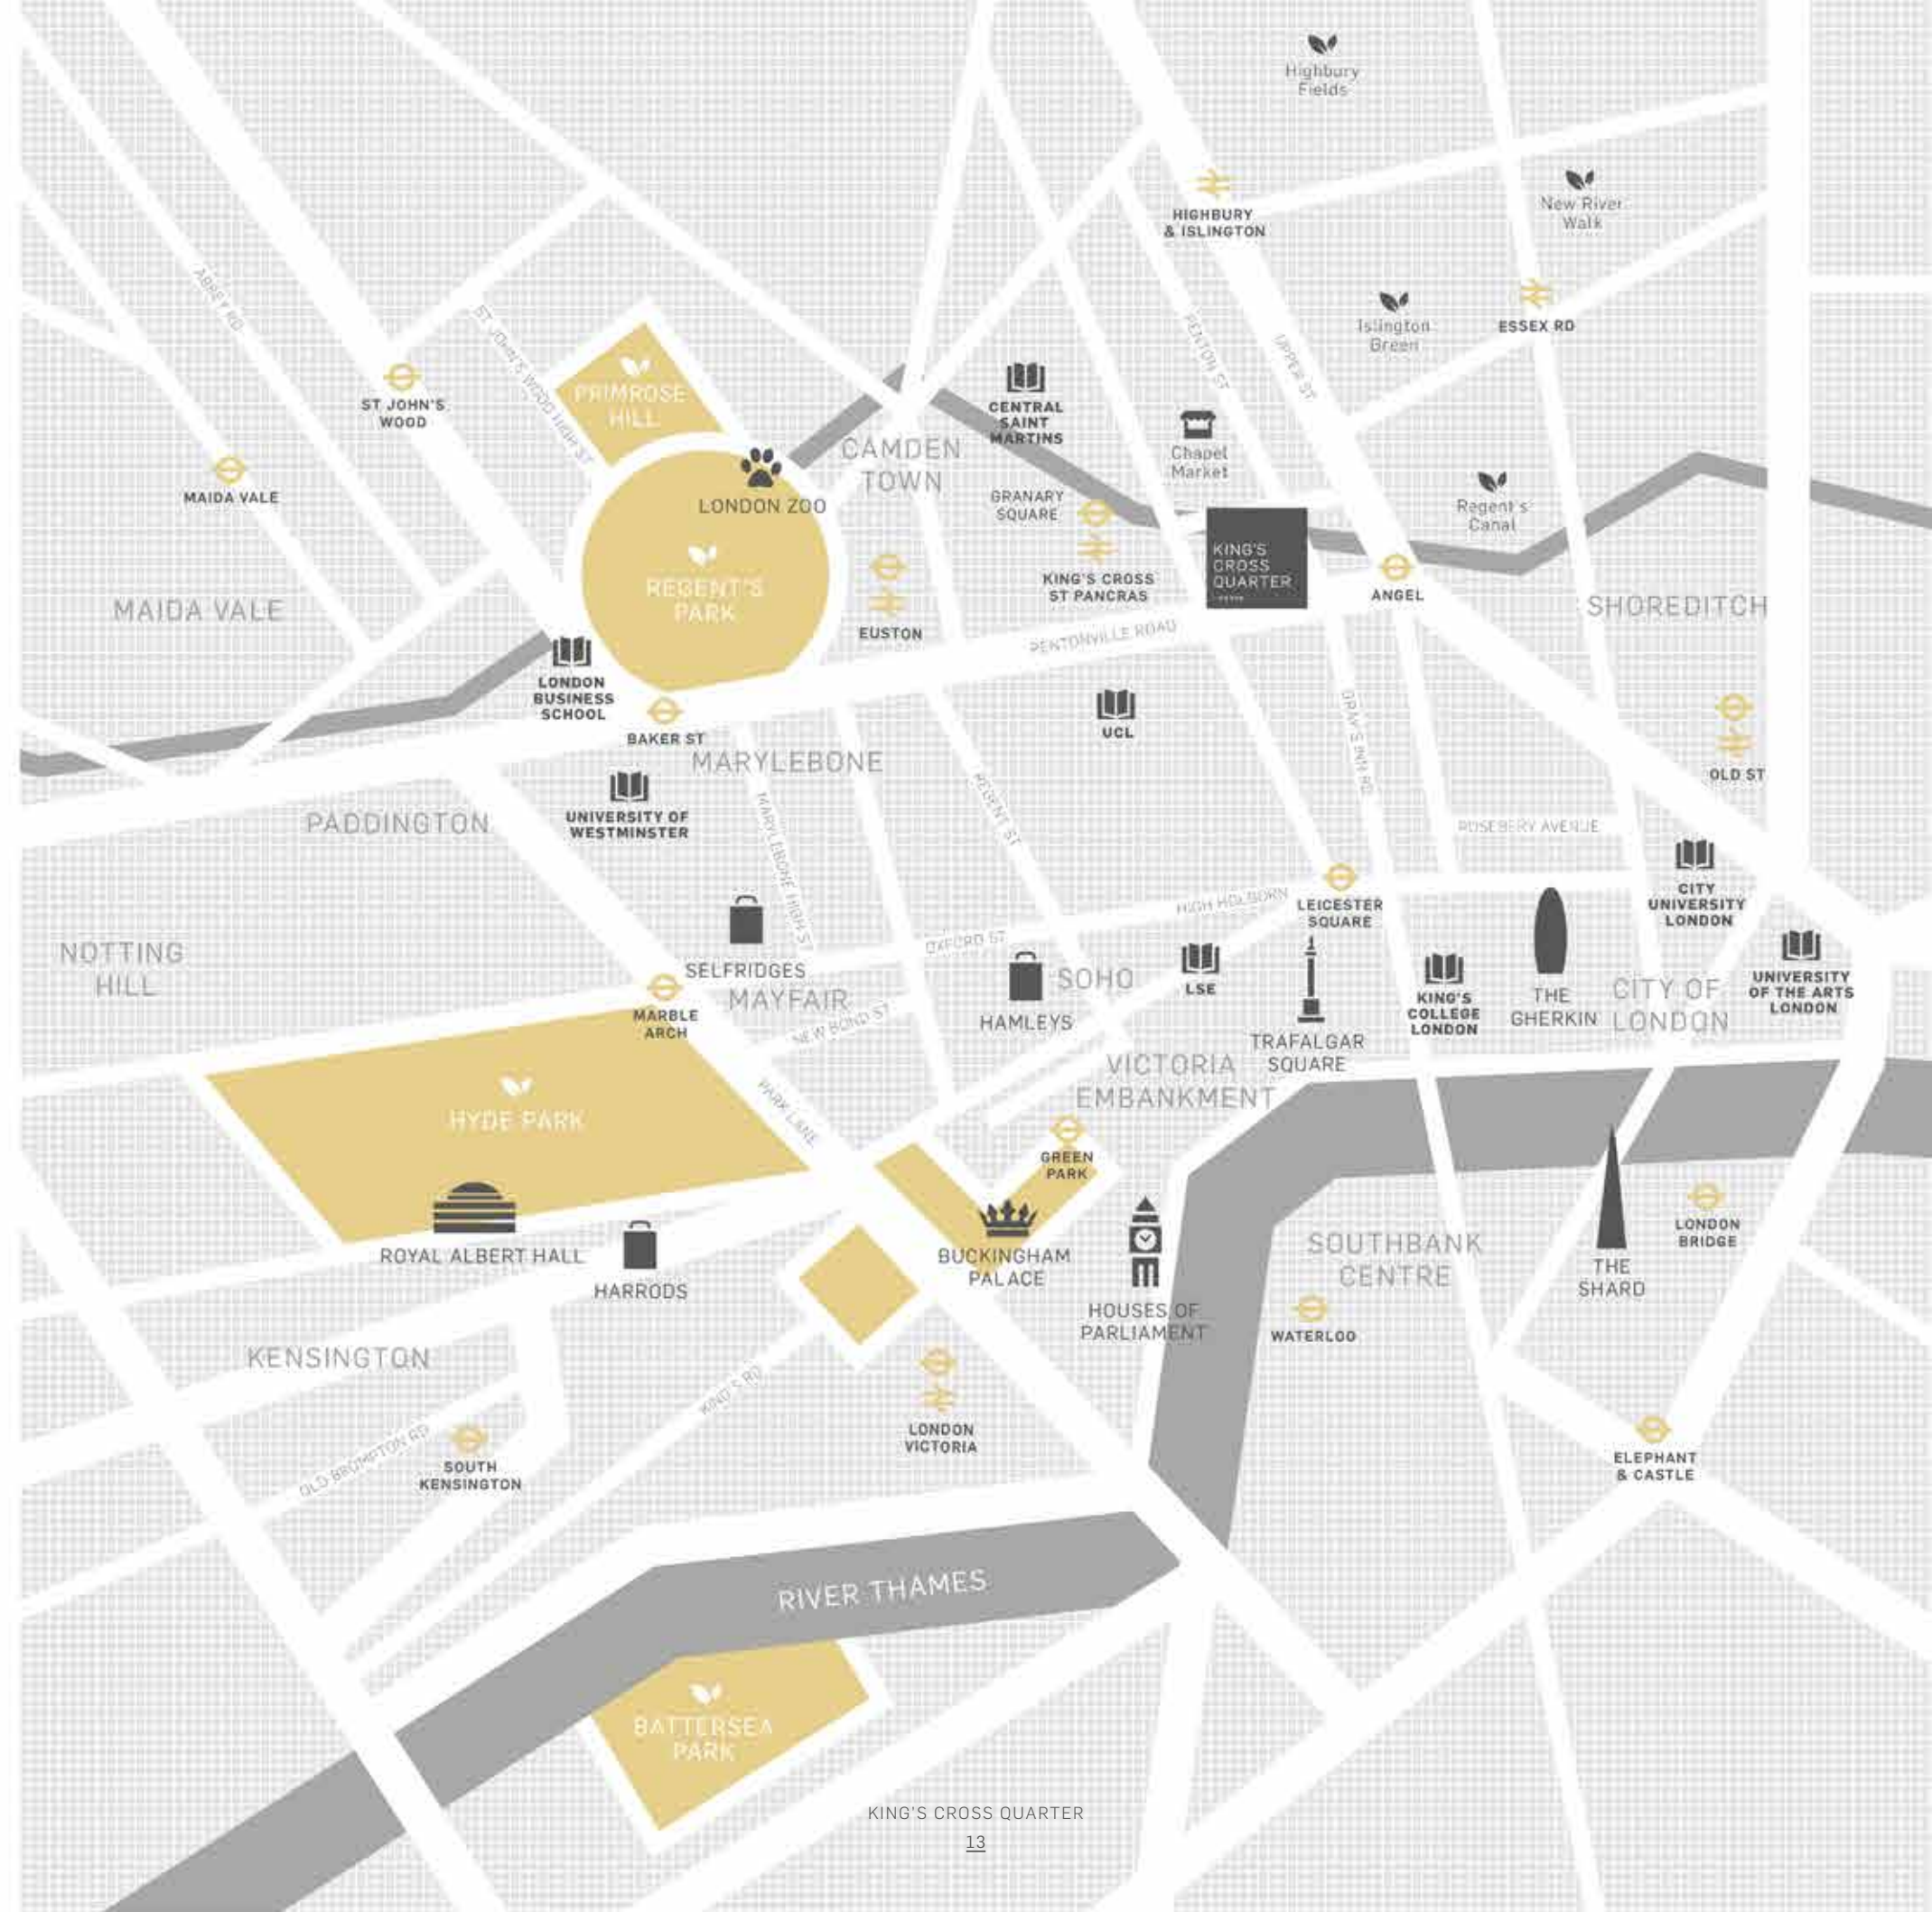 Highbury
Fields
New River
Walk
HIGHBURY
& ISLINGTON
ABBEY RD
ST JOHN'S WOOD HIGH ST
PENTON ST
UPPER ST
Islington
Green
ESSEX RD
ST JOHN'S
WOOD
PRIMROSE
HILL
CENTRAL
SAINT
MARTINS
CAMDEN
TOWN
Chapel
Market
MAIDA VALE
LONDON ZOO
GRANARY
SQUARE
Regent's
Canal
KING'S
CROSS
QUARTER
REGENT'S
PARK
KING'S CROSS
ST PANCRAS
ANGEL
MAIDA VALE
SHOREDITCH
EUSTON
PENTONVILLE ROAD
LONDON
BUSINESS
SCHOOL
BAKER ST
UCL
GRAY'S INN RD
MARYLEBONE
OLD ST
PADDINGTON
UNIVERSITY OF
WESTMINSTER
MARYLEBONE HIGH ST
REGENT ST
ROSEBERY AVENUE
HIGH HOLBORN
LEICESTER
SQUARE
CITY
UNIVERSITY
LONDON
NOTTING
HILL
OXFORD ST
SELFRIDGES
MAYFAIR
SOHO
LSE
KING'S
COLLEGE
LONDON
THE
GHERKIN
CITY OF
LONDON
UNIVERSITY
OF THE ARTS
LONDON
MARBLE
ARCH
NEW BOND ST
HAMLEYS
TRAFALGAR
SQUARE
VICTORIA
EMBANKMENT
HYDE PARK
PARK LANE
GREEN
PARK
ROYAL ALBERT HALL
HARRODS
BUCKINGHAM
PALACE
HOUSES OF
PARLIAMENT
SOUTHBANK
CENTRE
LONDON
BRIDGE
THE
SHARD
WATERLOO
KENSINGTON
KING'S RD
OLD BROMPTON RD
SOUTH
KENSINGTON
LONDON
VICTORIA
ELEPHANT
& CASTLE
RIVER THAMES
BATTERSEA
PARK
KING'S CROSS QUARTER
13